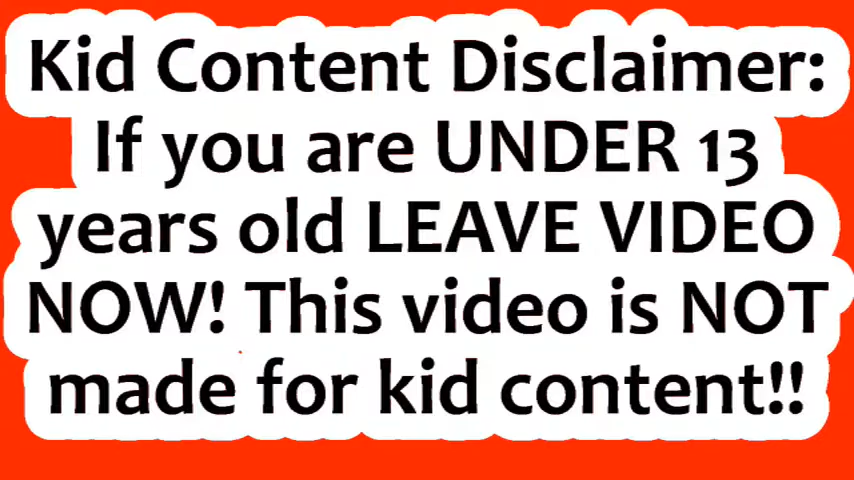 Kid Content Disclaimer:
If you are UNDER 13
years old LEAVE VIDEO
NOW! This video is NOT
made for kid content!!